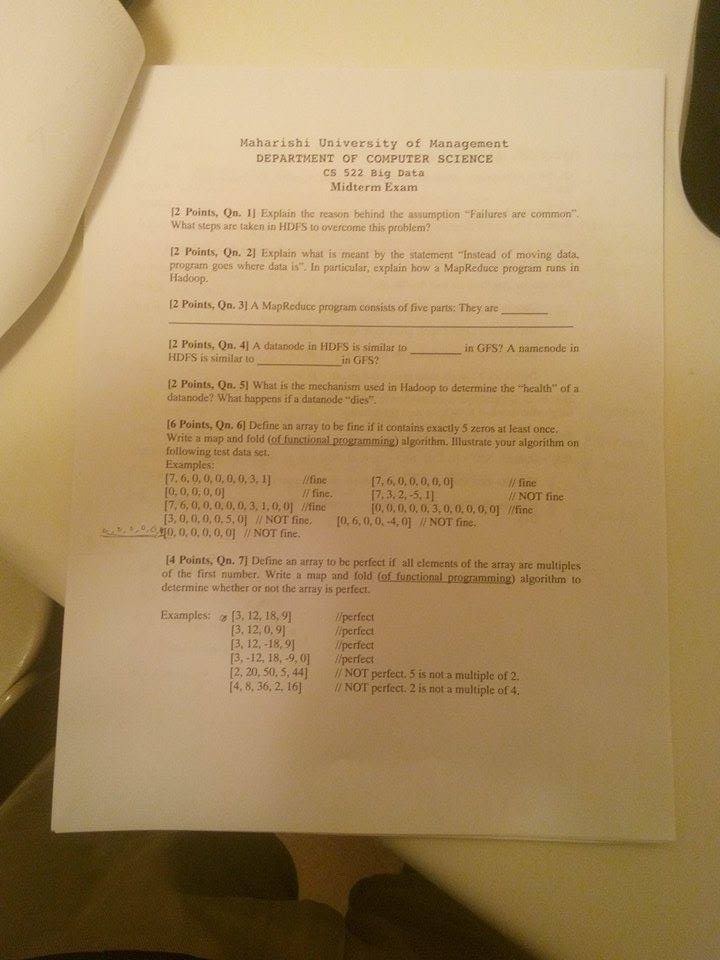 Maharishi University of Management
DEPARTMENT OF COMPUTER SCIENCE
CS 522 Big Data
Midterm Exam
[2 Points, Qn. 1] Explain the reason behind the assumption “Failures are common”.
What steps are taken in HDFS to overcome this problem?
[2 Points, Qn. 2] Explain what is meant by the statement “Instead of moving data,
program goes where data is”. In particular, explain how a MapReduce program runs in
Hadoop.
[2 Points, Qn. 3] A MapReduce program consists of five parts: They are ________
[2 Points, Qn. 4] A datanode in HDFS is similar to ________ in GFS? A namenode in
HDFS is similar to ____________ in GFS?
[2 Points, Qn. 5] What is the mechanism used in Hadoop to determine the “health” of a
datanode? What happens if a datanode “dies”.
[6 Points, Qn. 6] Define an array to be fine if it contains exactly 5 zeros at least once.
Write a map and fold (of functional programming) algorithm. Illustrate your algorithm on
following test data set.
Examples:
[7, 6, 0, 0, 0, 0, 0, 3, 1] //fine [7, 6, 0, 0, 0, 0, 0] // fine
[0, 0, 0, 0, 0] // fine. [7, 3, 2, -5, 1] // NOT fine
[7, 6, 0, 0, 0, 0, 0, 3, 1, 0, 0] //fine [0, 0, 0, 0, 0, 3, 0, 0, 0, 0, 0] //fine
[3, 0, 0, 0, 0, 5, 0] // NOT fine. [0, 6, 0, 0, -4, 0] // NOT fine.
0, 0, 0, 0, 0, 0] // NOT fine.
[4 Points, Qn. 7] Define an array to be perfect if all elements of the array are multiples
of the first number. Write a map and fold (of functional programming) algorithm to
determine whether or not the array is perfect.
Examples: [3, 12, 18, 9] //perfect
[3, 12, 0, 9] //perfect
[3, 12, -18, 9] //perfect
[3, -12, 18, -9, 0] //perfect
[2, 20, 50, 5, 44] // NOT perfect. 5 is not a multiple of 2.
[4, 8, 36, 2, 16] // NOT perfect. 2 is not a multiple of 4.